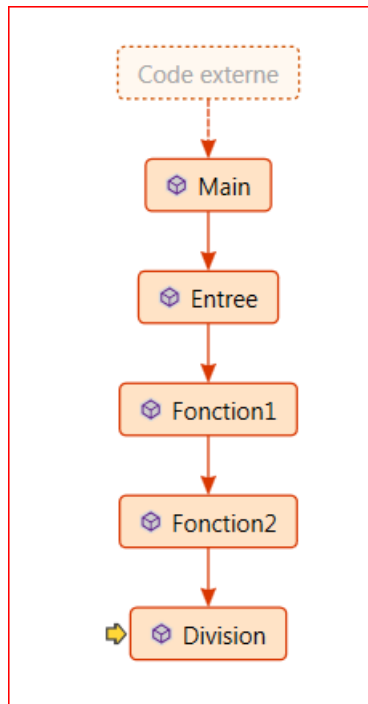 Code externe
Main
Entree
Fonction1
Fonction2
Division